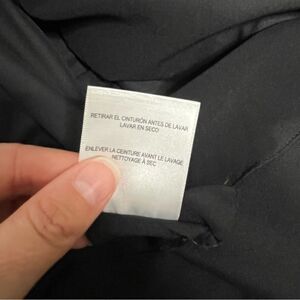 RETIRAR EL CINTURÓN ANTES DE LAVAR
LAVAR EN SECO
ENLEVER LA CEINTURE AVANT LE LAVAGE
NETTOYAGE À SEC